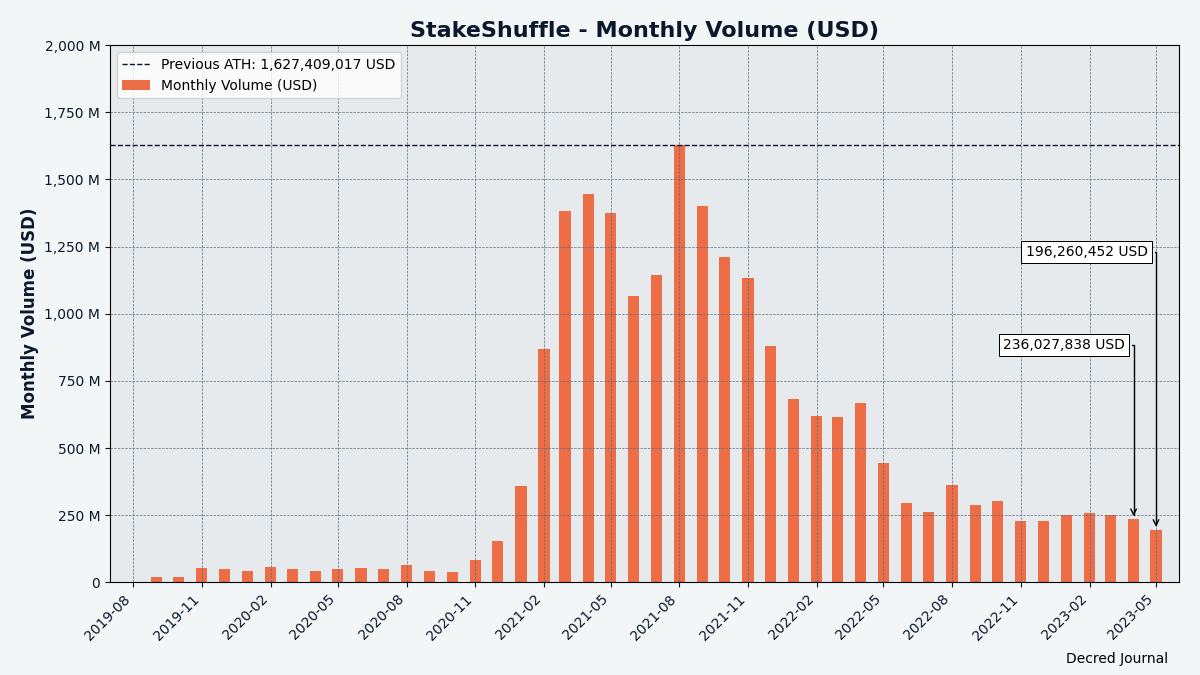 StakeShuffle - Monthly Volume (USD)
Previous ATH: 1,627,409,017 USD
Monthly Volume (USD)
Monthly Volume (USD)
2,000 M
1,750 M
1,500 M
1,250 M
1,000 M
750 M
500 M
250 M
0
196,260,452 USD
236,027,838 USD
2019-08
2019-11
2020-02
2020-05
2020-08
2020-11
2021-02
2021-05
2021-08
2021-11
2022-02
2022-05
2022-08
2022-11
2023-02
2023-05
Decred Journal